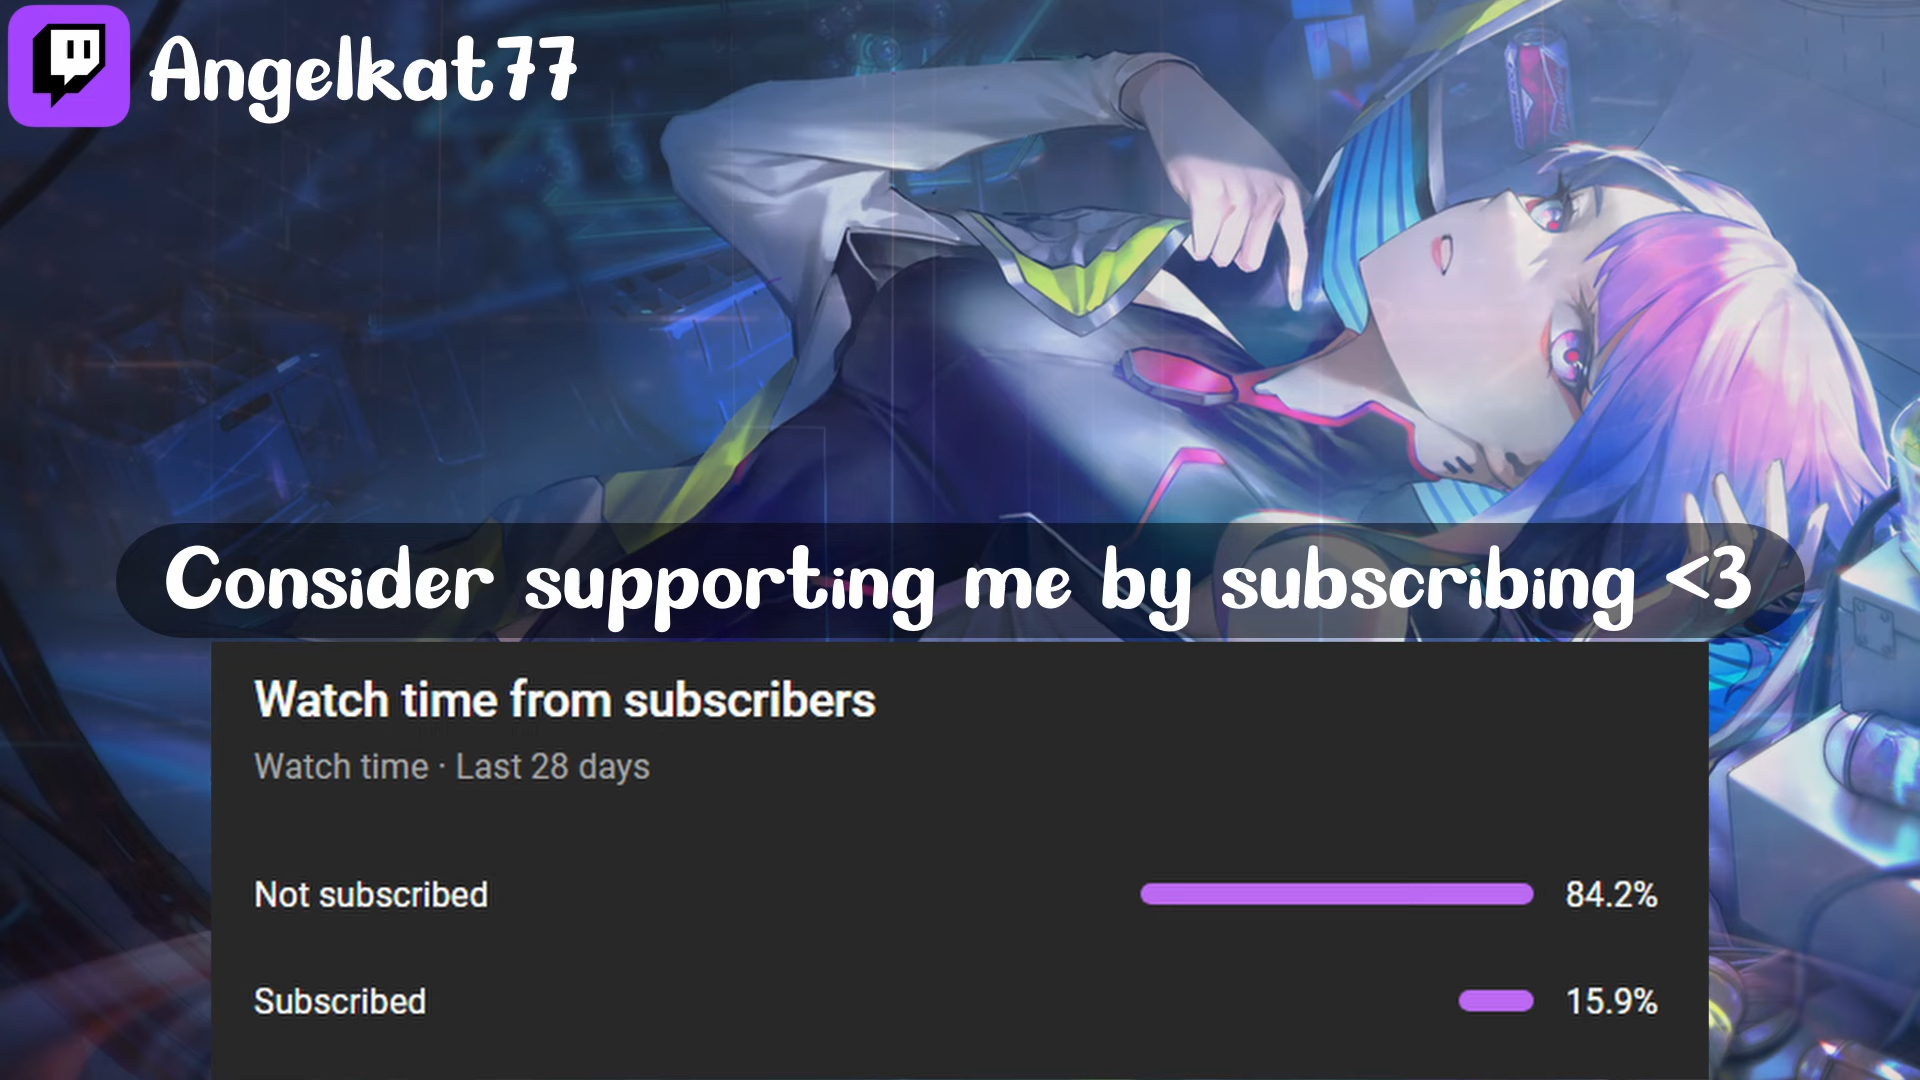 Angelkat77
Consider supporting me by subscribing <3
Watch time from subscribers
Watch time · Last 28 days
Not subscribed 84.2%
Subscribed 15.9%